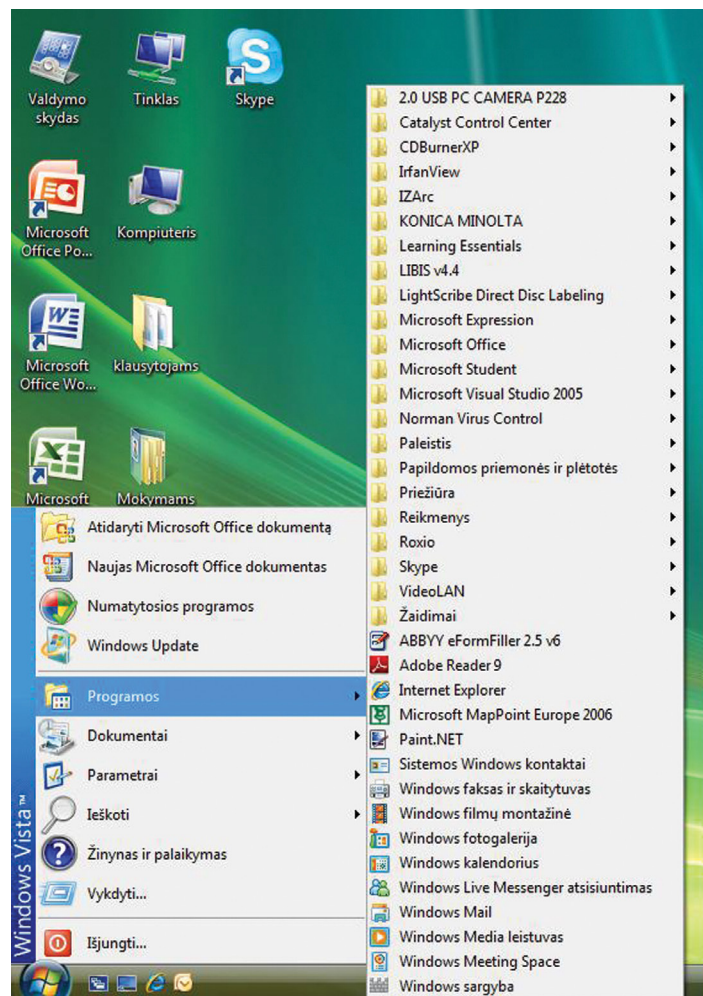 Valdymo
skydas
Tinklas
Skype
Microsoft
Office Po...
Kompiuteris
Microsoft
Office Wo...
klausytojams
Microsoft
Mokymams
2.0 USB PC CAMERA P228
Catalyst Control Center
CDBurnerXP
IrfanView
IZArc
KONICA MINOLTA
Learning Essentials
LIBIS v4.4
LightScribe Direct Disc Labeling
Microsoft Expression
Microsoft Office
Microsoft Student
Microsoft Visual Studio 2005
Norman Virus Control
Paleistis
Papildomos priemonės ir plėtotės
Priežiūra
Reikmenys
Roxio
Skype
VideoLAN
Žaidimai
ABBYY eFormFiller 2.5 v6
Adobe Reader 9
Internet Explorer
Microsoft MapPoint Europe 2006
Paint.NET
Sistemos Windows kontaktai
Windows faksas ir skaitytuvas
Windows filmų montažinė
Windows fotogalerija
Windows kalendorius
Windows Live Messenger atsisiuntimas
Windows Mail
Windows Media leistuvas
Windows Meeting Space
Windows sargyba
Atidaryti Microsoft Office dokumentą
Naujas Microsoft Office dokumentas
Numatytosios programos
Windows Update
Programos
Dokumentai
Parametrai
Ieškoti
Žinynas ir palaikymas
Vykdyti...
Išjungti...
Windows Vista™